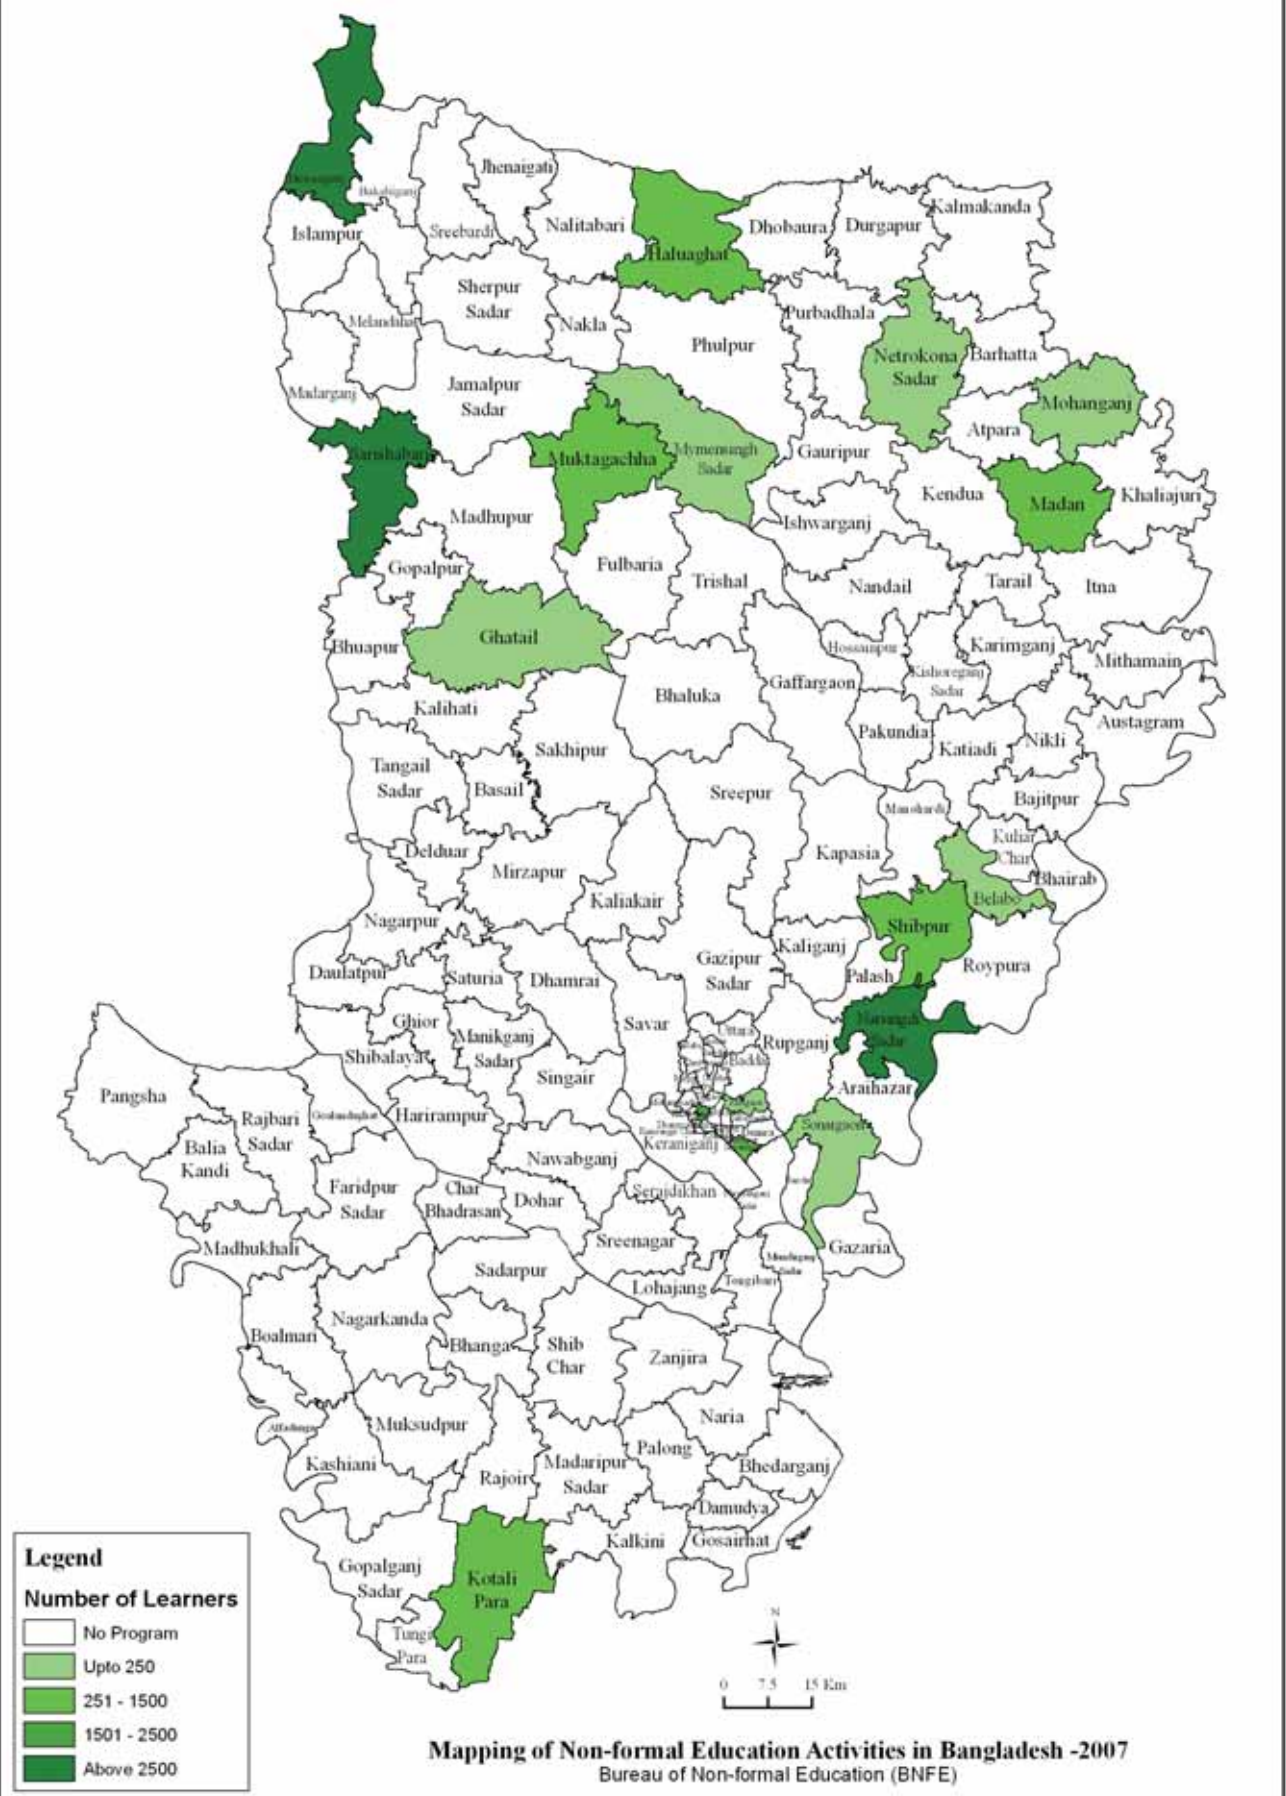 Jhenaigati
Bakshiganj
Islampur
Sreebardi
Nalitabari
Haluaghat
Dhobaura
Durgapur
Kalmakanda
Sherpur
Sadar
Nakla
Melandaha
Phulpur
Purbadhala
Netrokona
Sadar
Barhatta
Madarganj
Jamalpur
Sadar
Mohanganj
Atpara
Muktagachha
Mymensingh
Sadar
Gauripur
Kendua
Madan
Khaliajuri
Madhupur
Ishwarganj
Gopalpur
Fulbaria
Trishal
Nandail
Tarail
Itna
Bhuapur
Ghatail
Hossainpur
Kishoreganj
Sadar
Karimganj
Mithamain
Bhaluka
Gaffargaon
Kalihati
Pakundia
Katiadi
Nikli
Austagram
Tangail
Sadar
Basail
Sakhipur
Sreepur
Manohardi
Bajitpur
Kuliar
Char
Delduar
Mirzapur
Kapasia
Bhairab
Kaliakair
Belabo
Nagarpur
Shibpur
Kaliganj
Gazipur
Sadar
Palash
Roypura
Daulatpur
Saturia
Dhamrai
Ghior
Manikganj
Sadar
Savar
Uttara
Rupganj
Sadar
Shibalaya
Singair
Araihazar
Pangsha
Rajbari
Sadar
Harirampur
Sonargaon
Keraniganj
Balia
Kandi
Nawabganj
Faridpur
Sadar
Char
Bhadrasan
Dohar
Serajdikhan
Madhukhali
Sreenagar
Gazaria
Sadarpur
Lohajang
Tongibari
Boalmari
Nagarkanda
Bhanga
Shib
Char
Zanjira
Muksudpur
Naria
Kashiani
Rajoir
Madaripur
Sadar
Palong
Bhedarganj
Damudya
Kalkini
Gosairhat
Gopalganj
Sadar
Kotali
Para
Tungi
Para
Legend
Number of Learners
No Program
Upto 250
251 - 1500
1501 - 2500
Above 2500
N
0 7.5 15 Km
Mapping of Non-formal Education Activities in Bangladesh -2007
Bureau of Non-formal Education (BNFE)